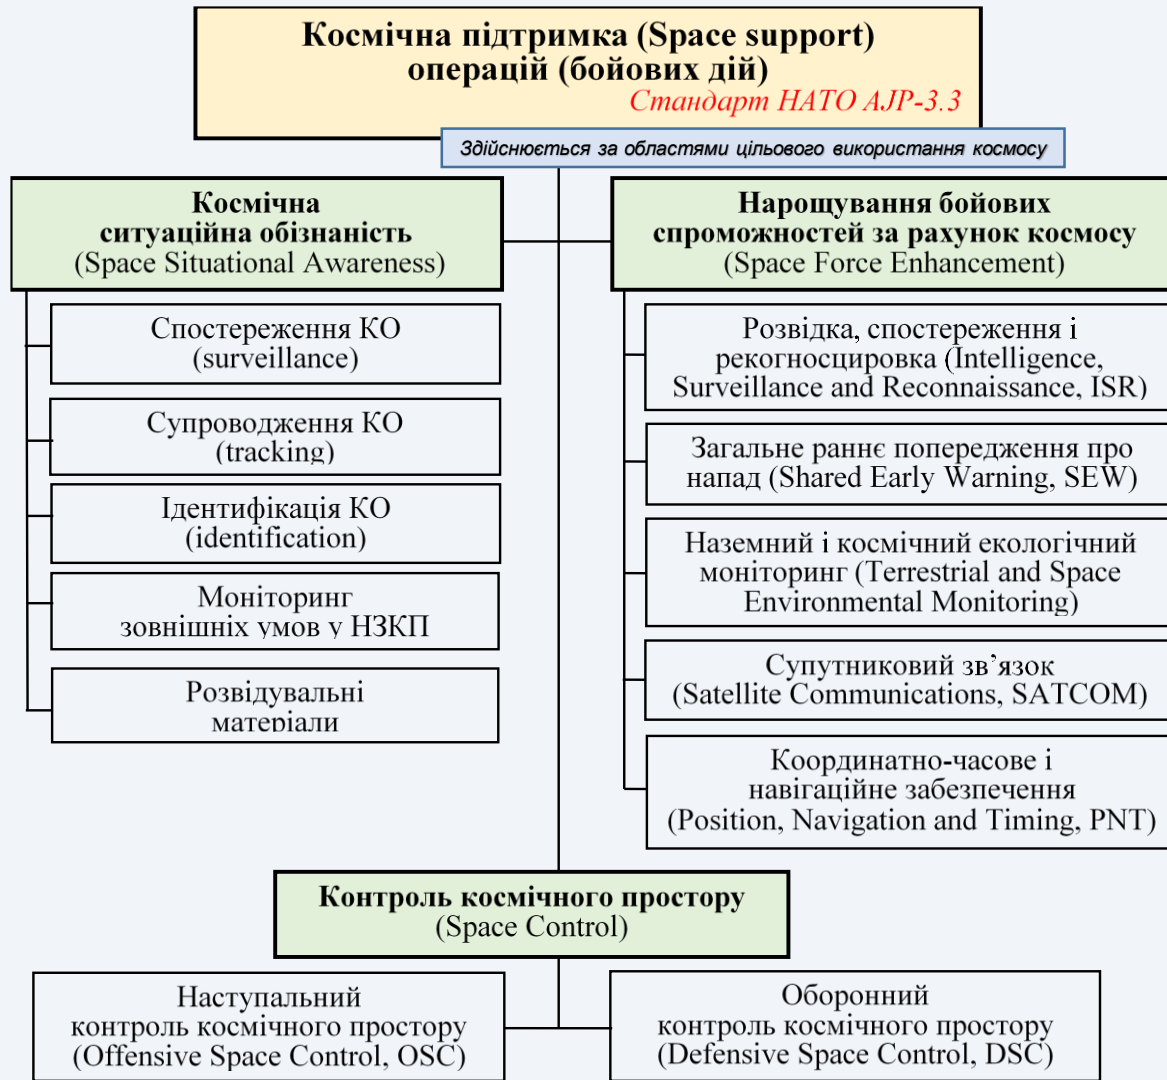 Космічна підтримка (Space support)
операцій (бойових дій)
Стандарт НАТО AJP-3.3
Здійснюється за областями цільового використання космосу
Космічна
ситуаційна обізнаність
(Space Situational Awareness)
Спостереження КО
(surveillance)
Супроводження КО
(tracking)
Ідентифікація КО
(identification)
Моніторинг
зовнішніх умов у НЗКП
Розвідувальні
матеріали
Нарощування бойових
спроможностей за рахунок космосу
(Space Force Enhancement)
Розвідка, спостереження і
рекогносцировка (Intelligence,
Surveillance and Reconnaissance, ISR)
Загальне раннє попередження про
напад (Shared Early Warning, SEW)
Наземний і космічний екологічний
моніторинг (Terrestrial and Space
Environmental Monitoring)
Супутниковий зв’язок
(Satellite Communications, SATCOM)
Координатно-часове і
навігаційне забезпечення
(Position, Navigation and Timing, PNT)
Контроль космічного простору
(Space Control)
Наступальний
контроль космічного простору
(Offensive Space Control, OSC)
Оборонний
контроль космічного простору
(Defensive Space Control, DSC)